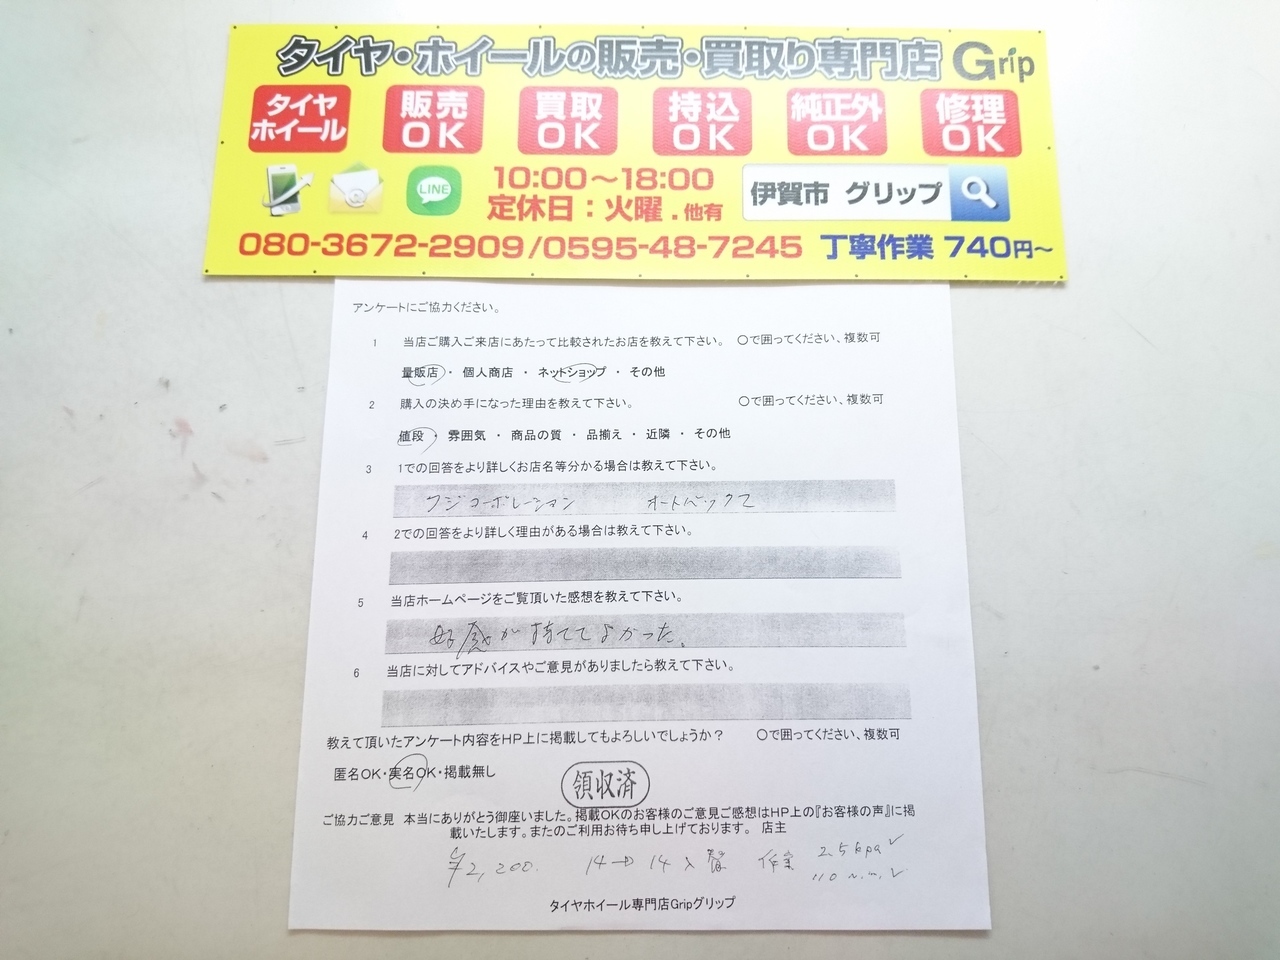 タイヤ・ホイールの販売・買取り専門店 Grip
タイヤ ホイール 販売 OK 買取 OK 持込 OK 純正外 OK 修理 OK
LINE
10:00～18:00
定休日：火曜.他有
伊賀市 グリップ
080-3672-2909/0595-48-7245 丁寧作業 740円～
アンケートにご協力ください。
1 当店ご購入ご来店にあたって比較されたお店を教えて下さい。 〇で囲ってください、複数可
量販店・個人商店・ネットショップ・その他
2 購入の決め手になった理由を教えて下さい。 〇で囲ってください、複数可
値段・雰囲気・商品の質・品揃え・近隣・その他
3 1での回答をより詳しくお店名等分かる場合は教えて下さい。
フジコーポレーション オートバックス
4 2での回答をより詳しく理由がある場合は教えて下さい。
5 当店ホームページをご覧頂いた感想を教えて下さい。
好感が持ててよかった。
6 当店に対してアドバイスやご意見がありましたら教えて下さい。
教えて頂いたアンケート内容をHP上に掲載してもよろしいでしょうか？ 〇で囲ってください、複数可
匿名OK・実名OK・掲載無し
領収済
ご協力ご意見 本当にありがとう御座いました。掲載OKのお客様のご意見ご感想はHP上の『お客様の声』に掲
載いたします。またのご利用お待ち申し上げております。 店主
¥2,200. 14→14入替 作業 2.5kpa✓
110 N.m,✓
タイヤホイール専門店Gripグリップ